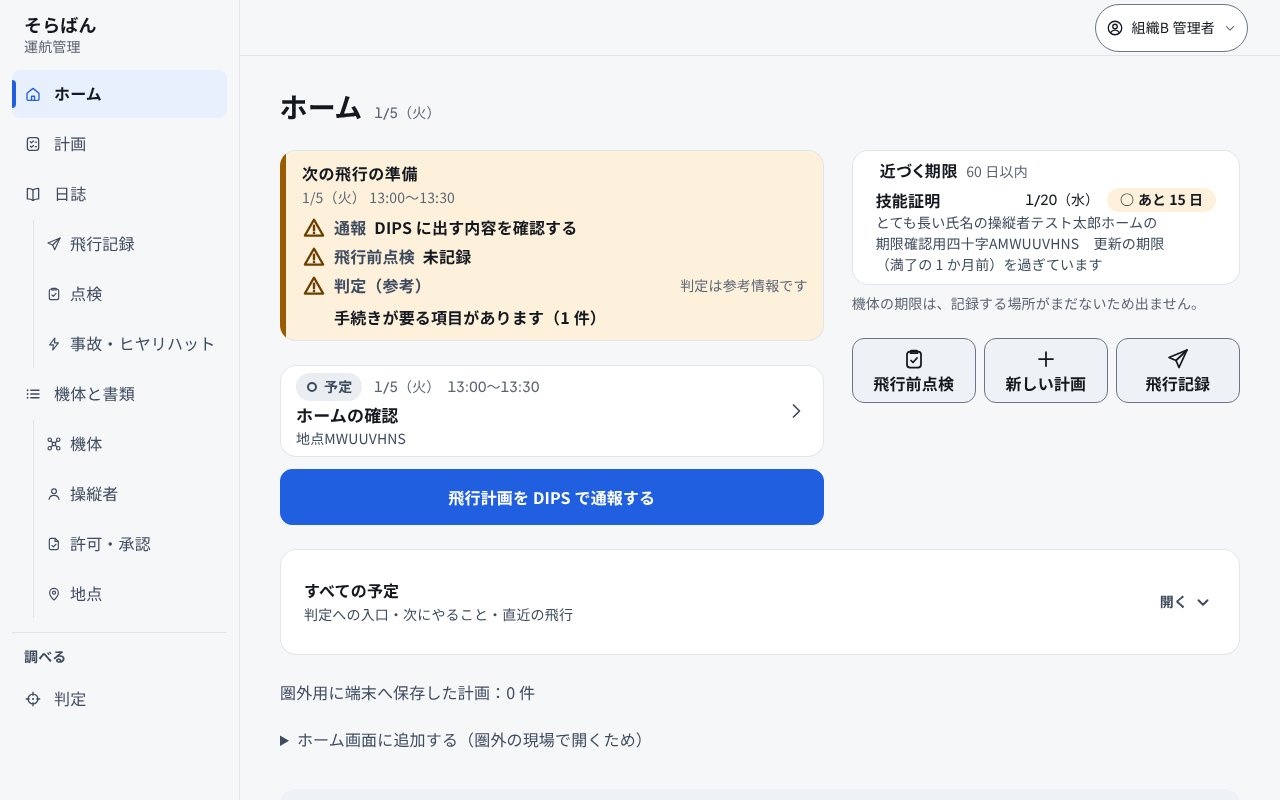 そらばん
運航管理
ホーム
計画
日誌
飛行記録
点検
事故・ヒヤリハット
機体と書類
機体
操縦者
許可・承認
地点
調べる
判定
組織B 管理者
ホーム 1/5（火）
次の飛行の準備
1/5（火） 13:00〜13:30
通報 DIPS に出す内容を確認する
飛行前点検 未記録
判定（参考） 判定は参考情報です
手続きが要る項目があります（1 件）
予定 1/5（火） 13:00〜13:30
ホームの確認
地点MWUUVHNS
飛行計画を DIPS で通報する
近づく期限 60 日以内
技能証明 1/20（水） あと 15 日
とても長い氏名の操縦者テスト太郎ホームの
期限確認用四十字AMWUUVHNS　更新の期限
（満了の 1 か月前）を過ぎています
機体の期限は、記録する場所がまだないため出ません。
飛行前点検
新しい計画
飛行記録
すべての予定
判定への入口・次にやること・直近の飛行
開く
圏外用に端末へ保存した計画：0 件
ホーム画面に追加する（圏外の現場で開くため）